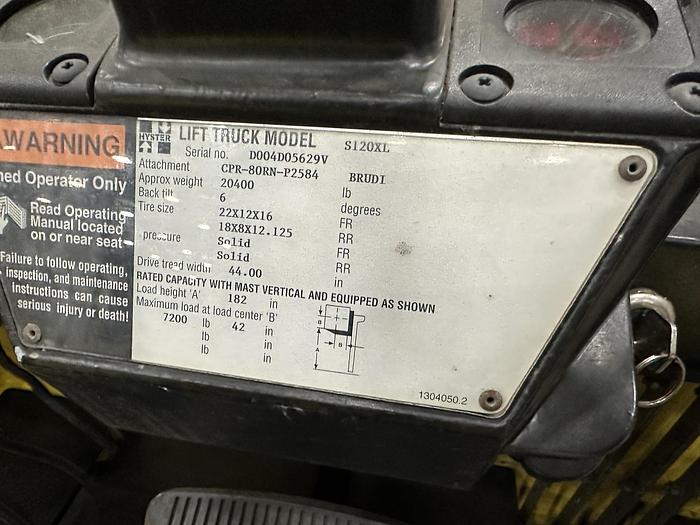 WARNING
ned Operator Only
Read Operating
Manual located
on or near seat
Failure to follow operating,
inspection, and maintenance
instructions can cause
serious injury or death!
HYSTER
LIFT TRUCK MODEL S120XL
Serial no. D004D05629V
Attachment CPR-80RN-P2584 BRUDI
Approx weight 20400 lb
Back tilt 6 degrees
Tire size 22X12X16 FR
18X8X12.125 RR
pressure Solid FR
Solid RR
Drive tread width 44.00 in
RATED CAPACITY WITH MAST VERTICAL AND EQUIPPED AS SHOWN
Load height 'A' 182 in
Maximum load at load center 'B'
7200 lb 42 in
lb in
lb in
B
B
A
1304050.2